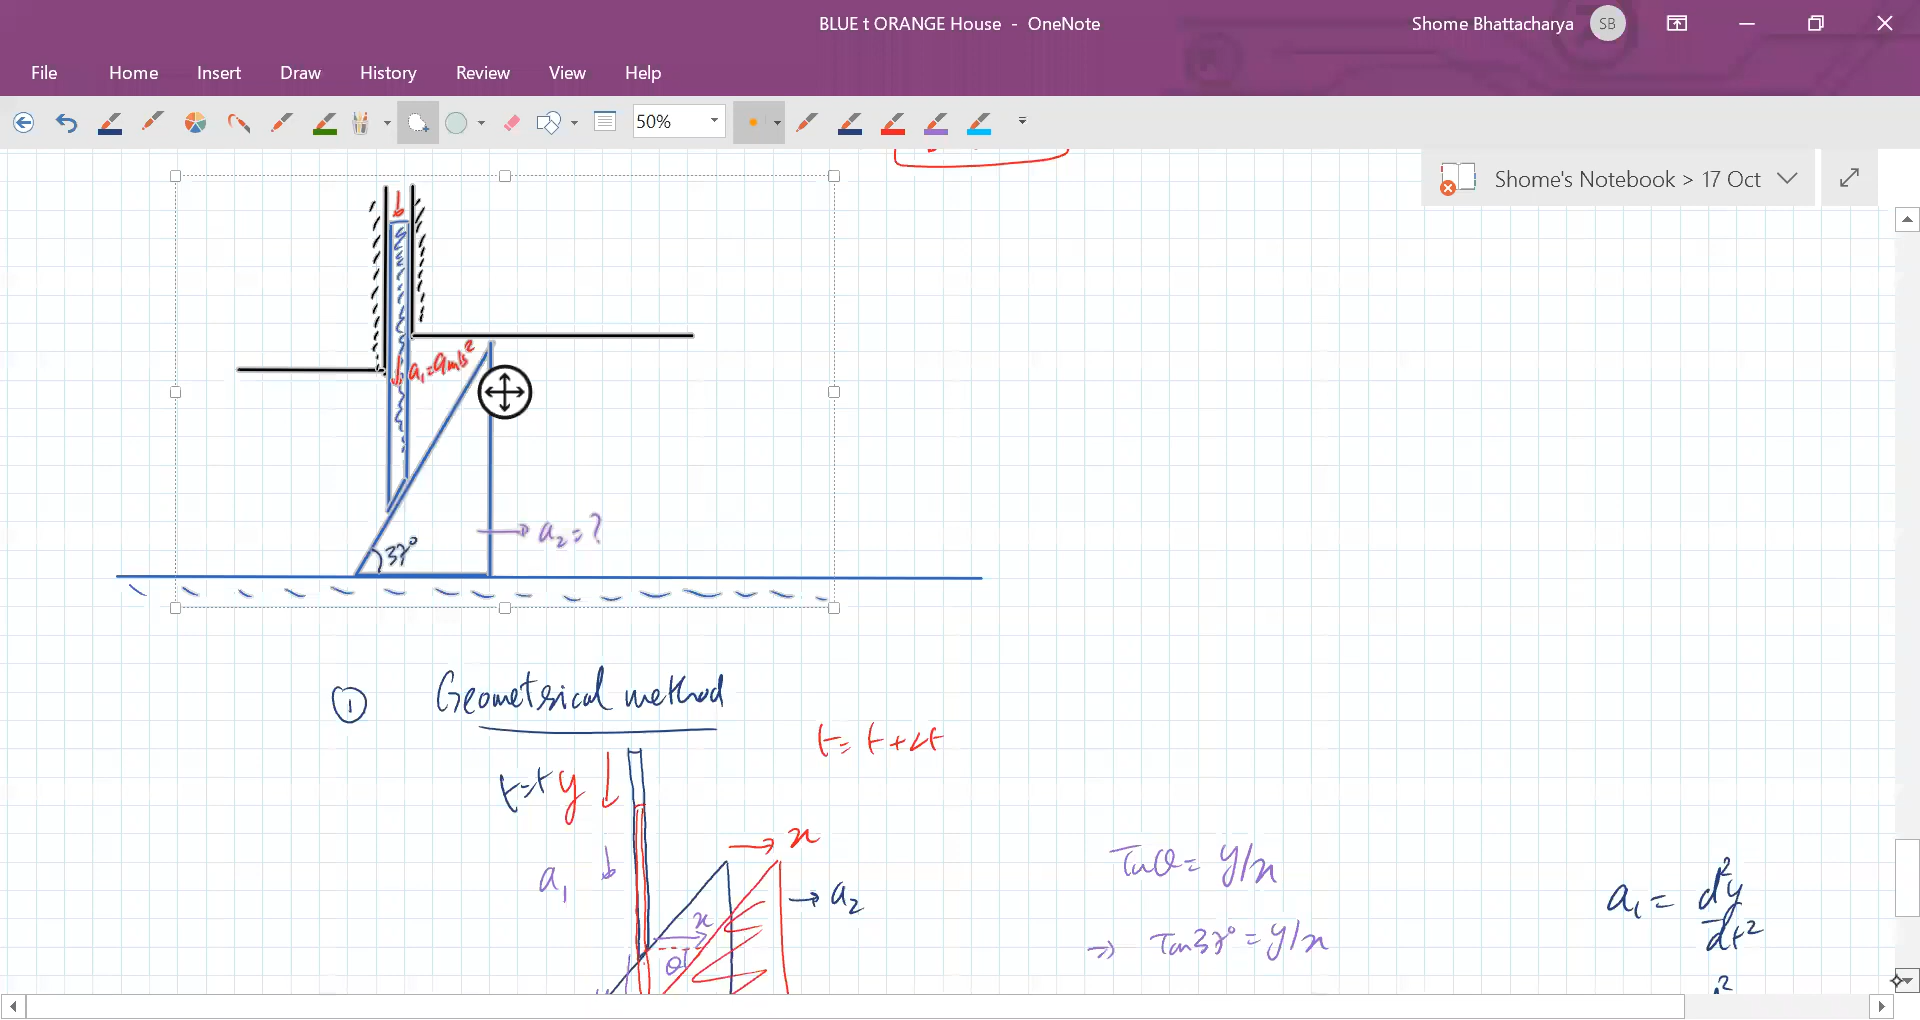 BLUE t ORANGE House - OneNote
Shome Bhattacharya SB
File Home Insert Draw History Review View Help
50%
Shome's Notebook > 17 Oct
a₁=9m/s²
a₂=?
37°
① Geometrical method
t=t
y
t= t+Δt
x
a₁
a₂
x
θ
Tanθ= y/x
⇒ Tan37°=y/x
a₁ = d²y
dt²